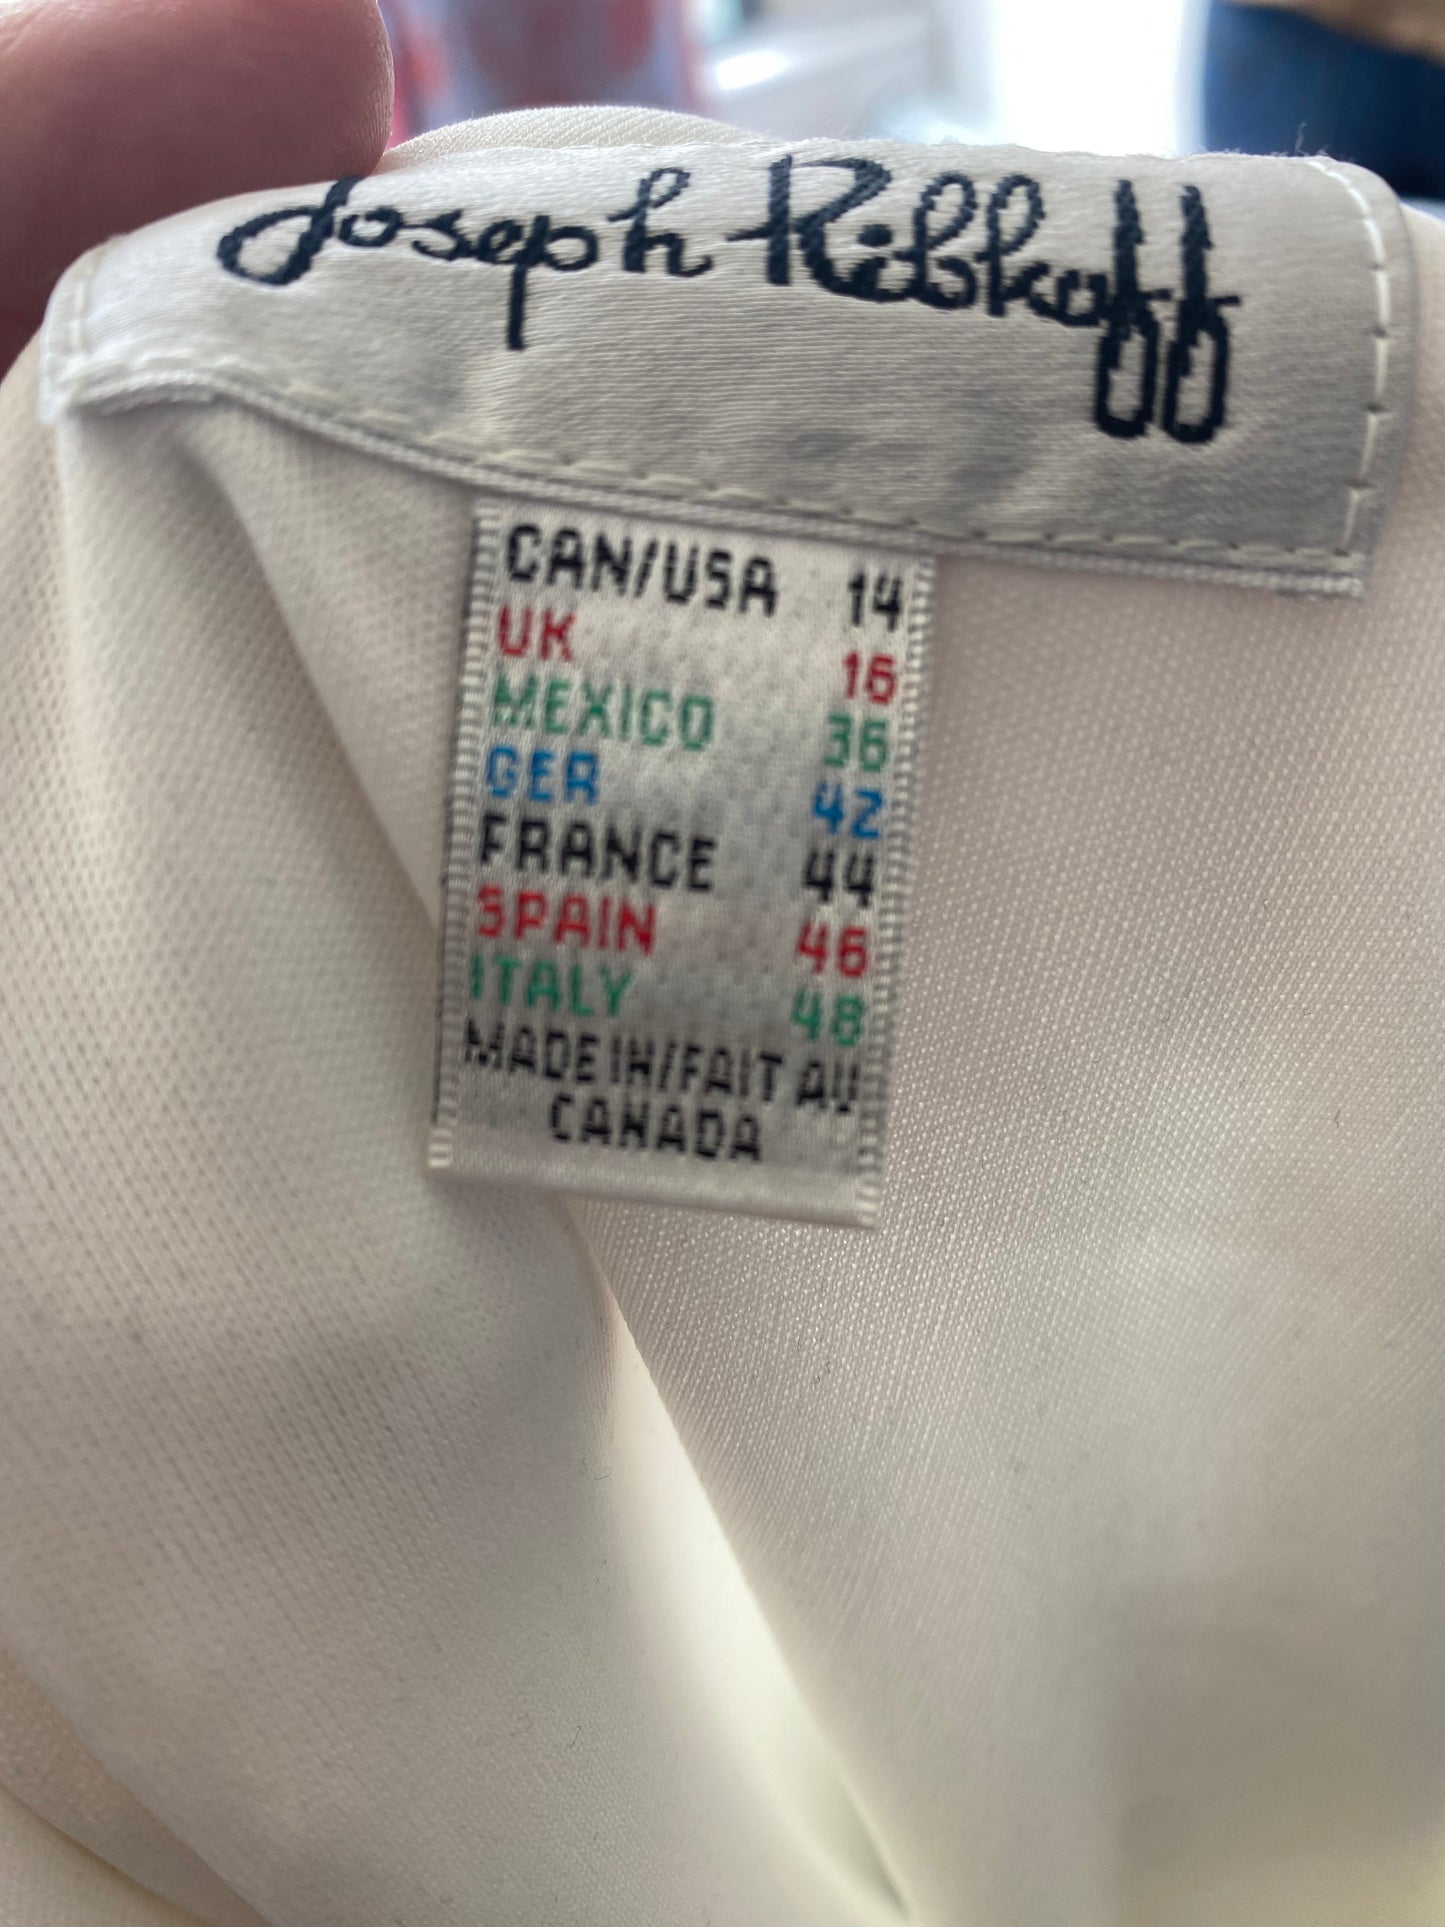 Joseph Ribkoff
CAN/USA 14
UK 16
MEXICO 36
GER 42
FRANCE 44
SPAIN 46
ITALY 48
MADE IN/FAIT AU
CANADA